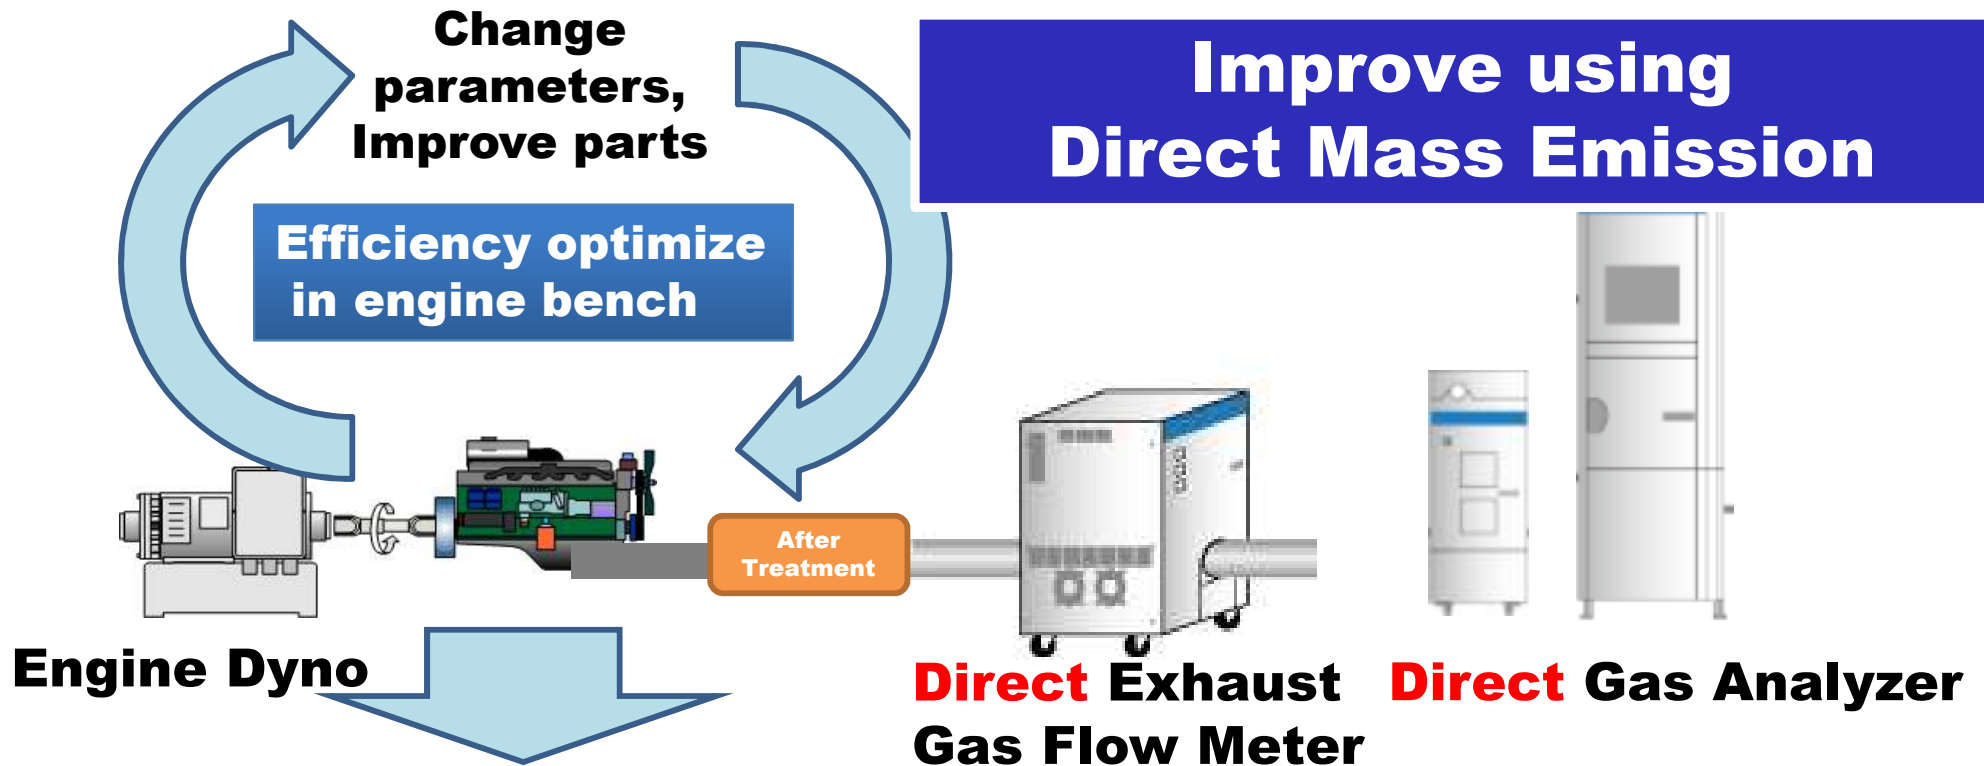 Change
parameters,
Improve parts
Improve using
Direct Mass Emission
Efficiency optimize
in engine bench
After
Treatment
Engine Dyno
Direct Exhaust
Gas Flow Meter
Direct Gas Analyzer